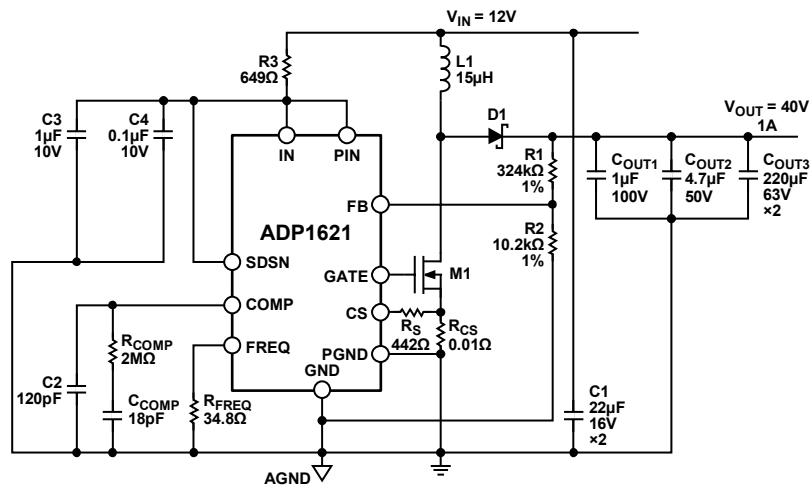 VIN = 12V
R3
649Ω
L1
15µH
C3
1µF
10V
C4
0.1µF
10V
D1
VOUT = 40V
1A
IN
PIN
R1
324kΩ
1%
COUT1
1µF
100V
COUT2
4.7µF
50V
COUT3
220µF
63V
×2
FB
ADP1621
R2
10.2kΩ
1%
SDSN
GATE
M1
COMP
CS
RS
442Ω
RCS
0.01Ω
FREQ
PGND
GND
RCOMP
2MΩ
C2
120pF
CCOMP
18pF
RFREQ
34.8Ω
C1
22µF
16V
×2
AGND